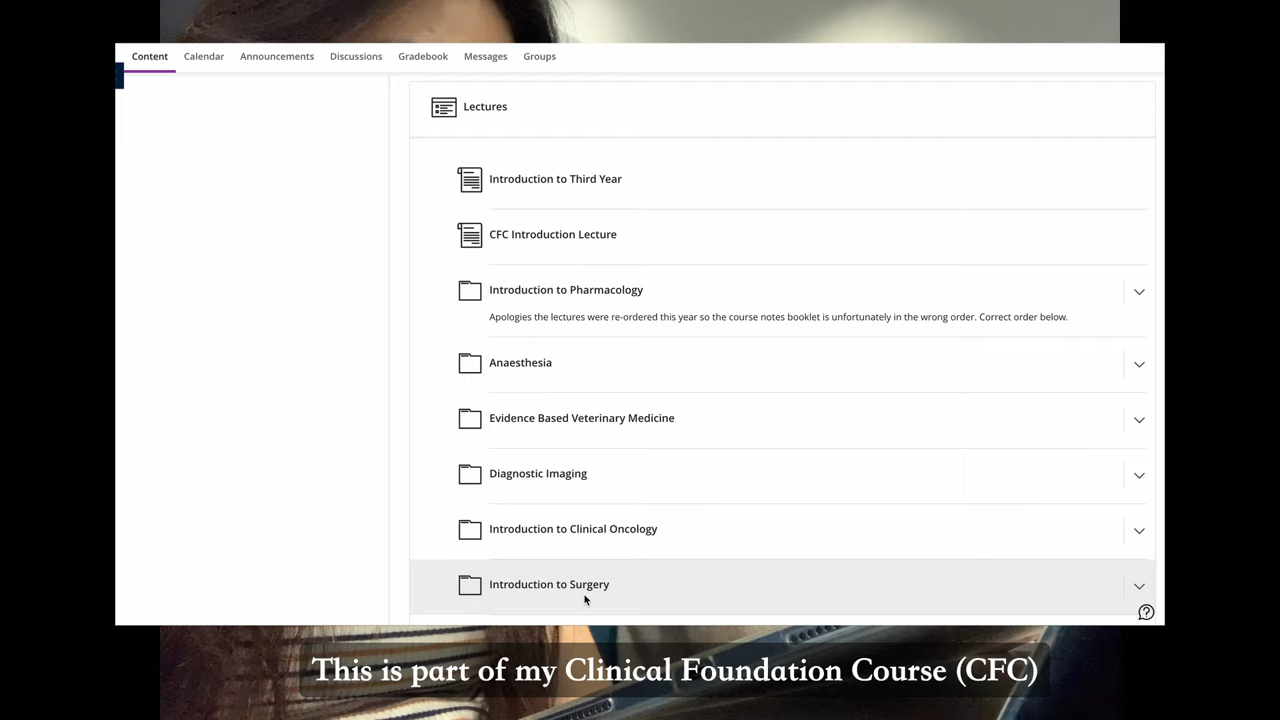 Content Calendar Announcements Discussions Gradebook Messages Groups
Lectures
Introduction to Third Year
CFC Introduction Lecture
Introduction to Pharmacology
Apologies the lectures were re-ordered this year so the course notes booklet is unfortunately in the wrong order. Correct order below.
Anaesthesia
Evidence Based Veterinary Medicine
Diagnostic Imaging
Introduction to Clinical Oncology
Introduction to Surgery
This is part of my Clinical Foundation Course (CFC)